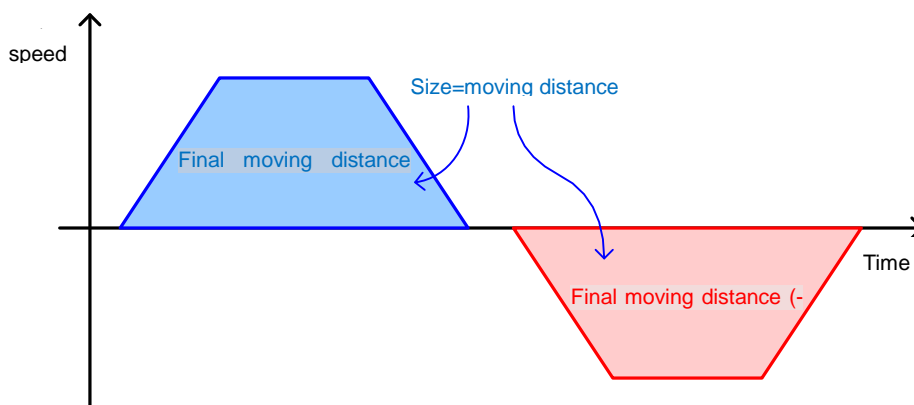 speed
Size=moving distance
Final moving distance
Time
Final moving distance (-